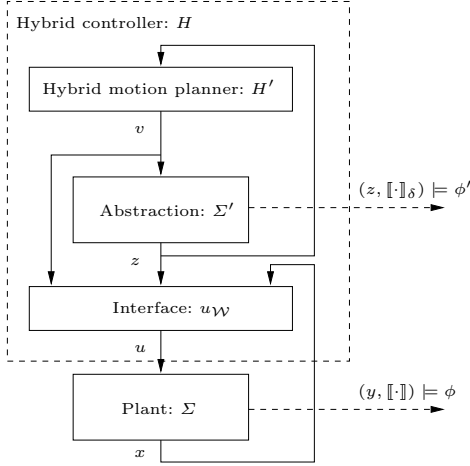 Hybrid controller: H
Hybrid motion planner: H′
v
(z, ⟦·⟧δ) ⊨ ϕ′
Abstraction: Σ′
z
Interface: u𝒲
u
(y, ⟦·⟧) ⊨ ϕ
Plant: Σ
x